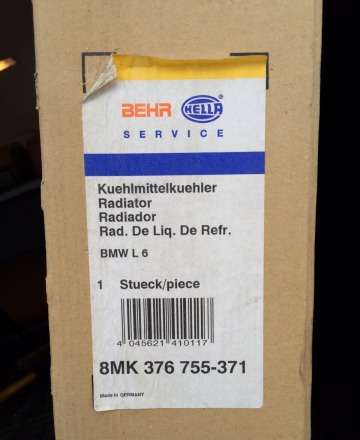 BEHR HELLA
SERVICE
Kuehlmittelkuehler
Radiator
Radiador
Rad. De Liq. De Refr.
BMW L 6
1 Stueck/piece
4 045621 410117
8MK 376 755-371
Made in GERMANY